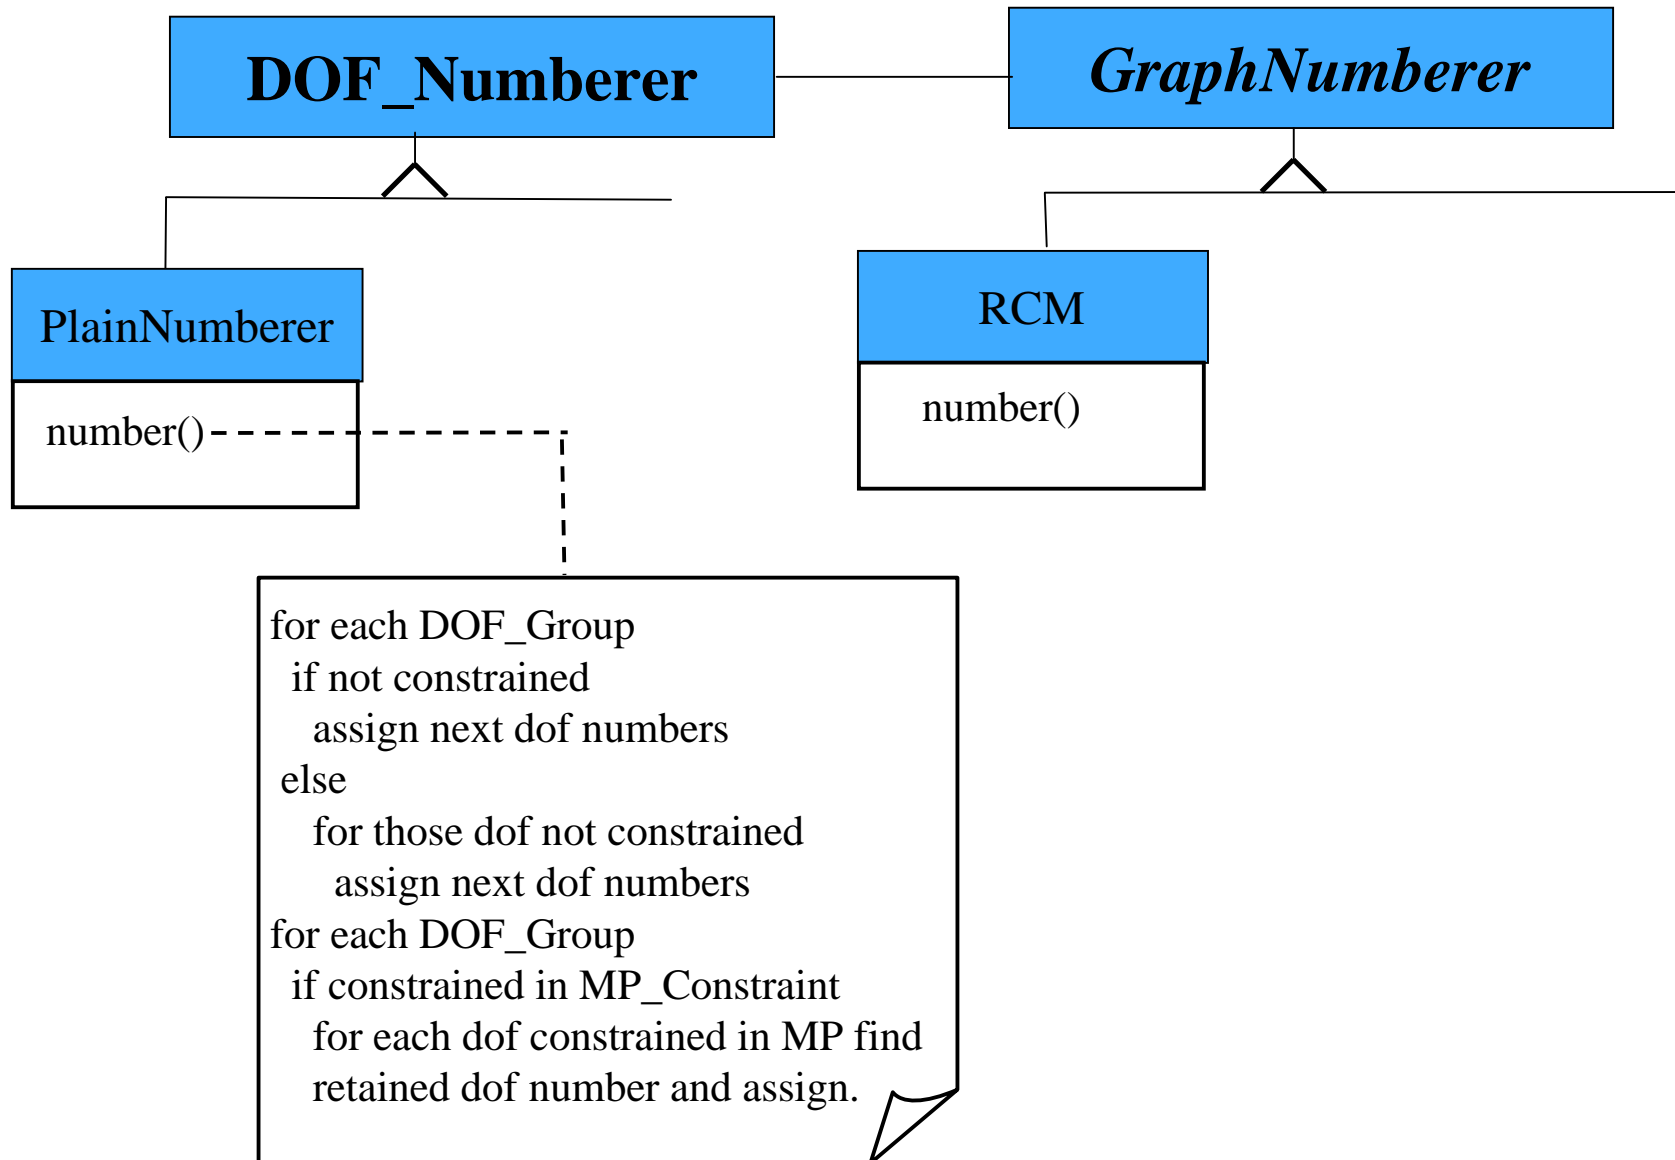 DOF_Numberer
GraphNumberer
PlainNumberer
RCM
number()
number()
for each DOF_Group
if not constrained
assign next dof numbers
else
for those dof not constrained
assign next dof numbers
for each DOF_Group
if constrained in MP_Constraint
for each dof constrained in MP find
retained dof number and assign.